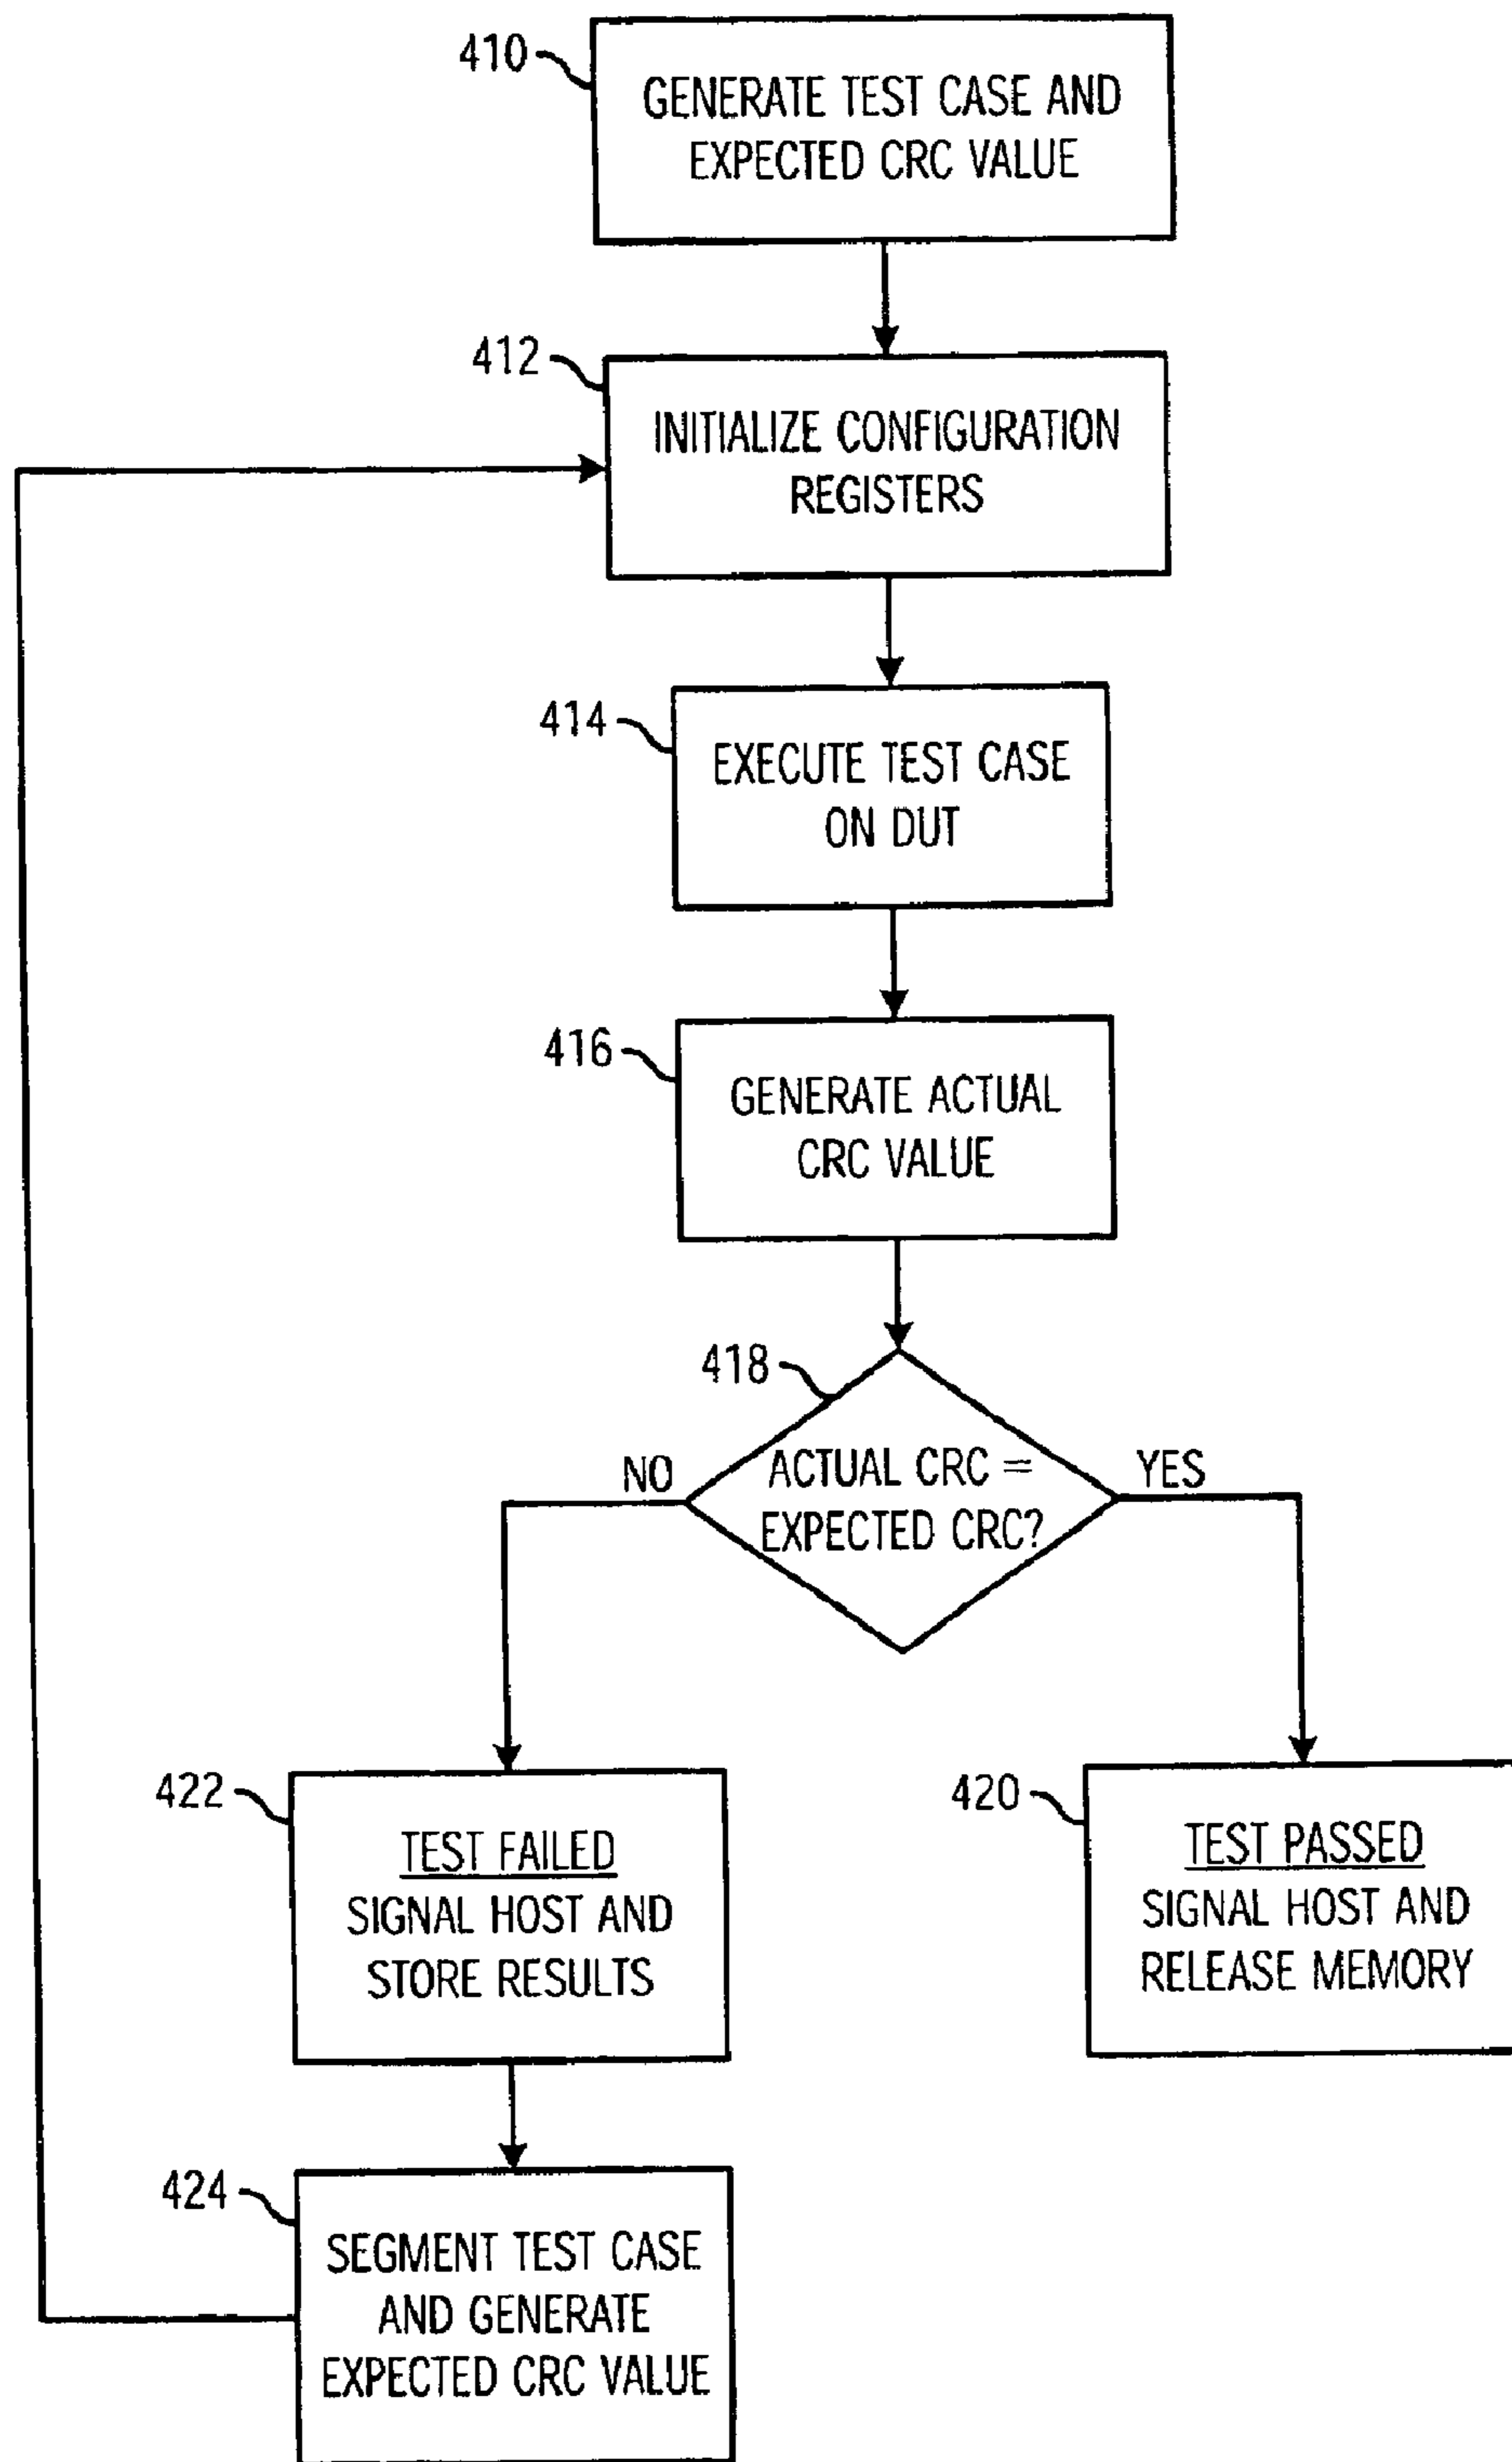 410
GENERATE TEST CASE AND
EXPECTED CRC VALUE
412
INITIALIZE CONFIGURATION
REGISTERS
414
EXECUTE TEST CASE
ON DUT
416
GENERATE ACTUAL
CRC VALUE
418
NO
ACTUAL CRC =
EXPECTED CRC?
YES
422
TEST FAILED
SIGNAL HOST AND
STORE RESULTS
420
TEST PASSED
SIGNAL HOST AND
RELEASE MEMORY
424
SEGMENT TEST CASE
AND GENERATE
EXPECTED CRC VALUE